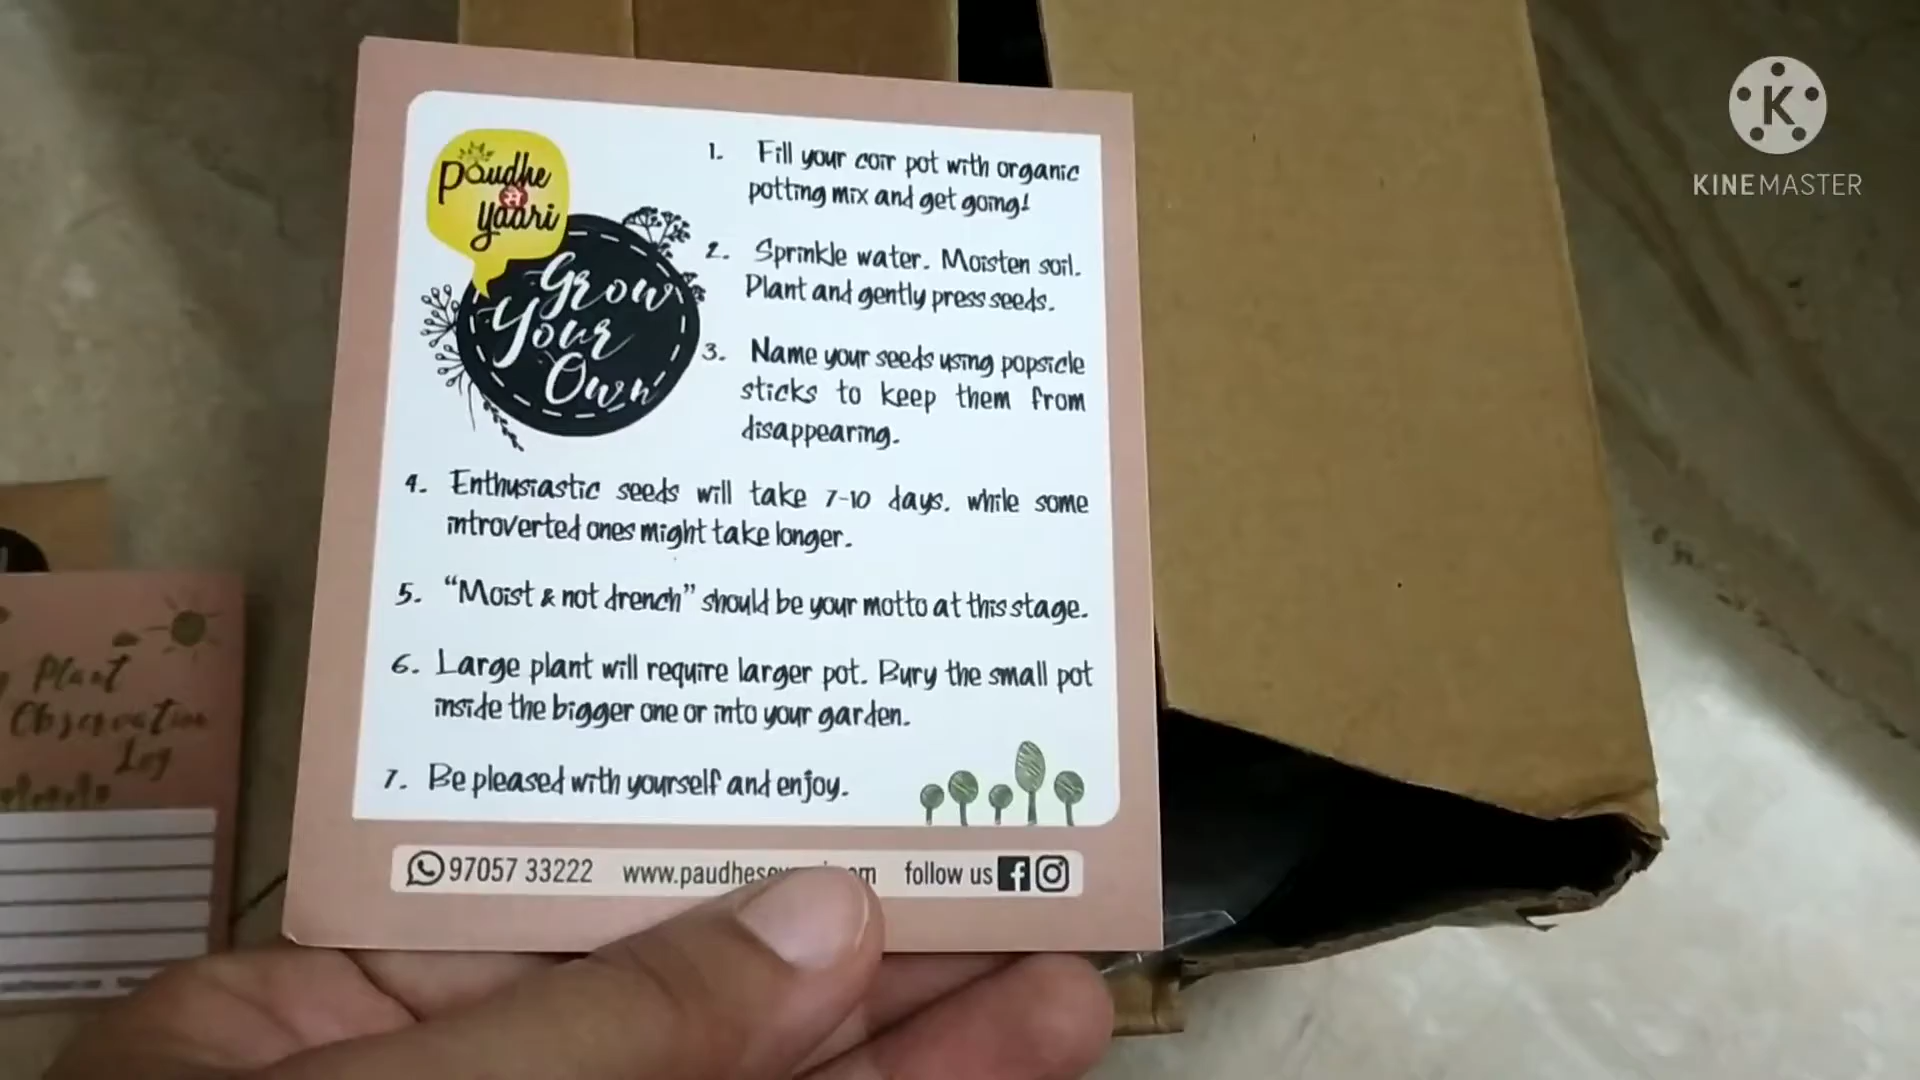 Paudhe
से
Yaari
Grow
Your
Own
1. Fill your coir pot with organic
potting mix and get going!
2. Sprinkle water. Moisten soil.
Plant and gently press seeds.
3. Name your seeds using popsicle
sticks to keep them from
disappearing.
4. Enthusiastic seeds will take 7-10 days. while some
introverted ones might take longer.
5. “Moist & not drench” should be your motto at this stage.
6. Large plant will require larger pot. Bury the small pot
inside the bigger one or into your garden.
7. Be pleased with yourself and enjoy.
97057 33222 follow us
Plant
Observation
Log
K
KINEMASTER